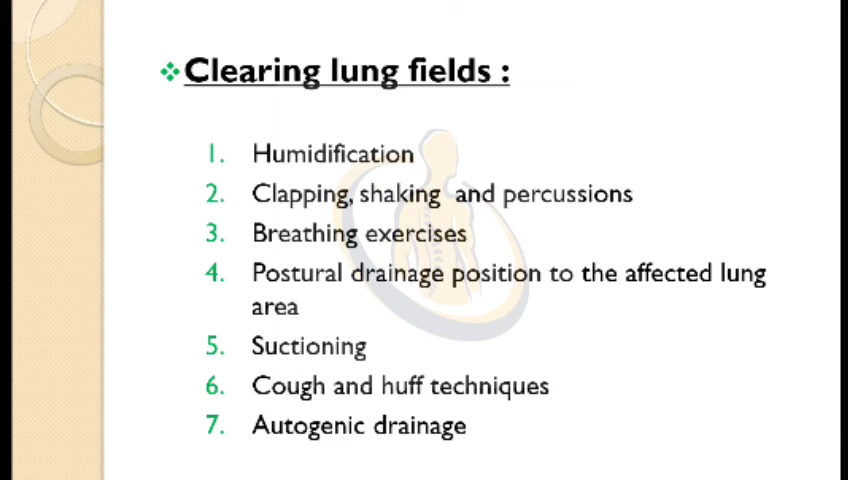 ❖ Clearing lung fields :
1. Humidification
2. Clapping, shaking and percussions
3. Breathing exercises
4. Postural drainage position to the affected lung
area
5. Suctioning
6. Cough and huff techniques
7. Autogenic drainage